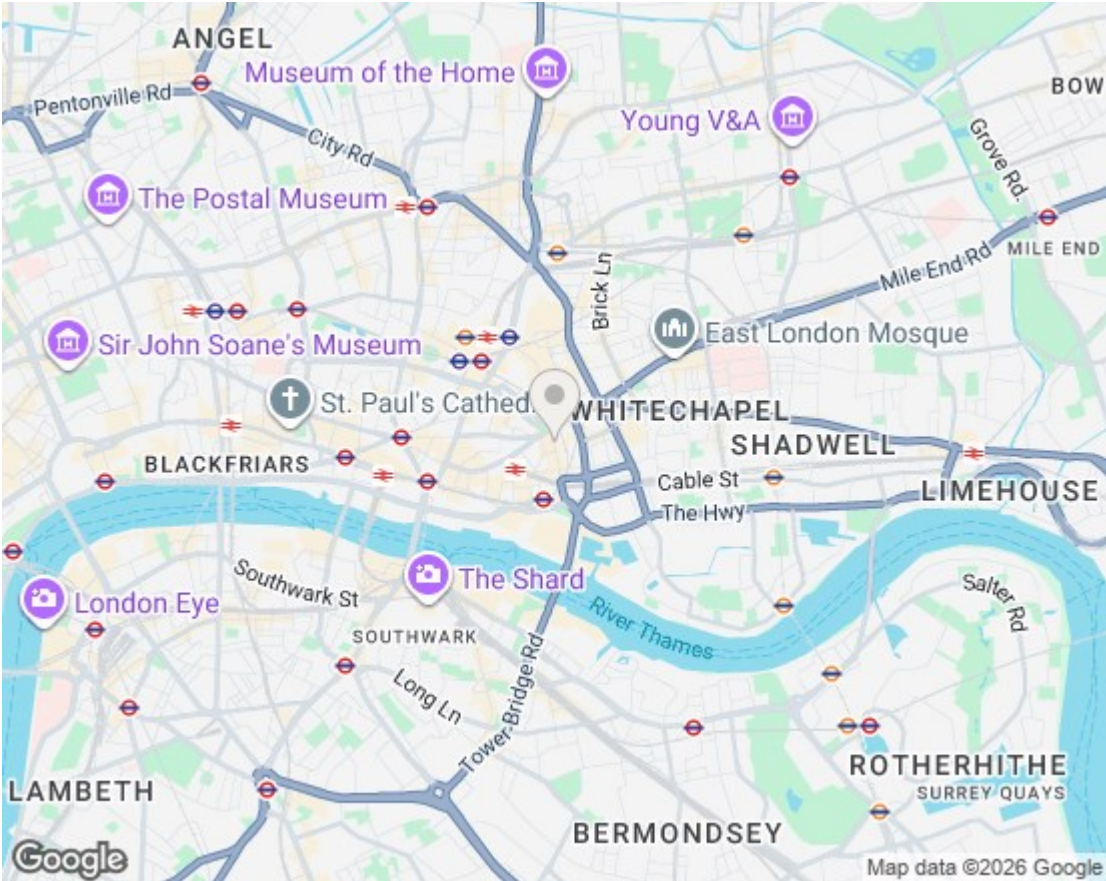 ANGEL
Museum of the Home
BOW
Pentonville Rd
Young V&A
City Rd
Grove Rd.
The Postal Museum
MILE END
Mile End Rd
Brick Ln
East London Mosque
Sir John Soane's Museum
St. Paul's Cathed
WHITECHAPEL
SHADWELL
BLACKFRIARS
Cable St
LIMEHOUSE
The Hwy
The Shard
Southwark St
Salter Rd
London Eye
River Thames
SOUTHWARK
Long Ln
Tower Bridge Rd
ROTHERHITHE
LAMBETH
SURREY QUAYS
BERMONDSEY
Google
Map data ©2026 Google